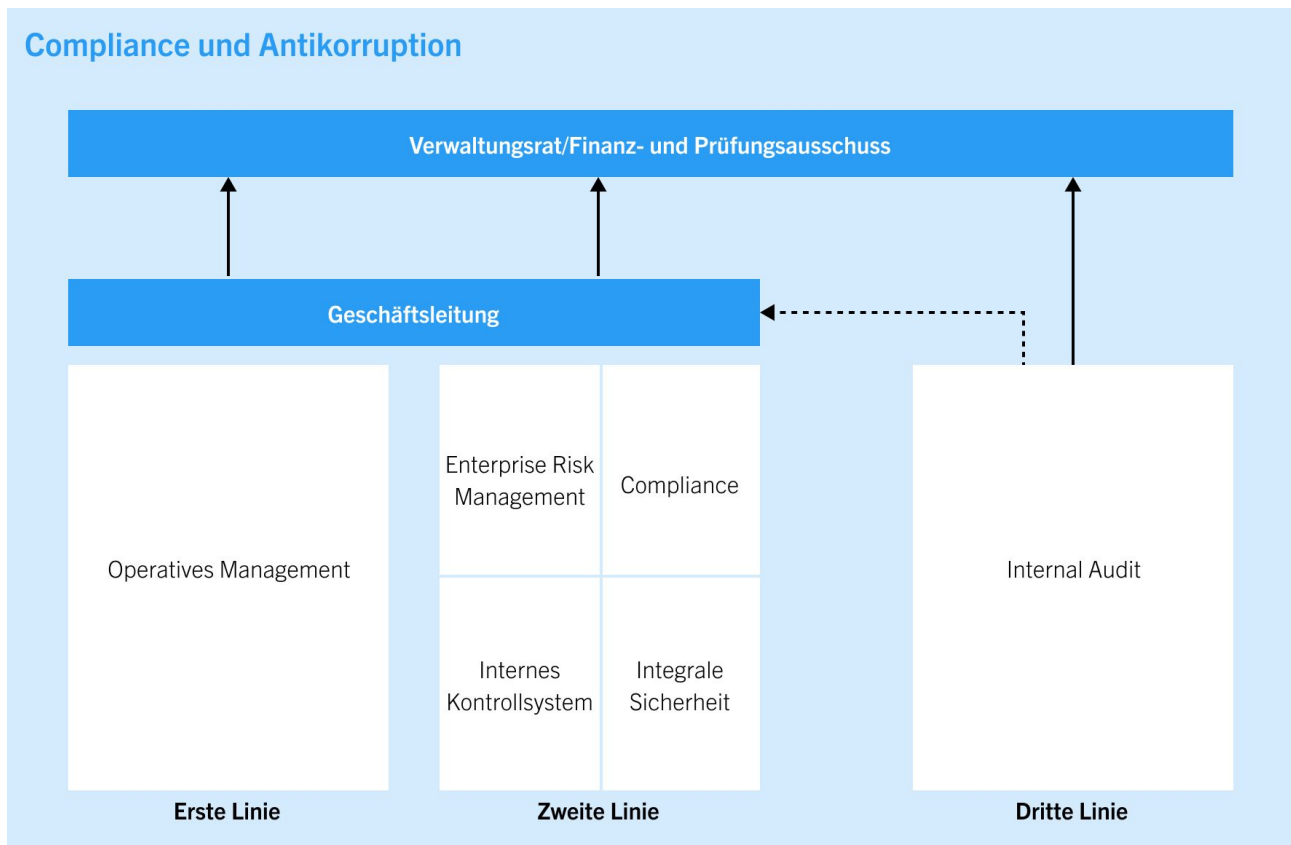 Compliance und Antikorruption
Verwaltungsrat/Finanz- und Prüfungsausschuss
Geschäftsleitung
Operatives Management
Enterprise Risk
Management
Compliance
Internes
Kontrollsystem
Integrale
Sicherheit
Internal Audit
Erste Linie
Zweite Linie
Dritte Linie